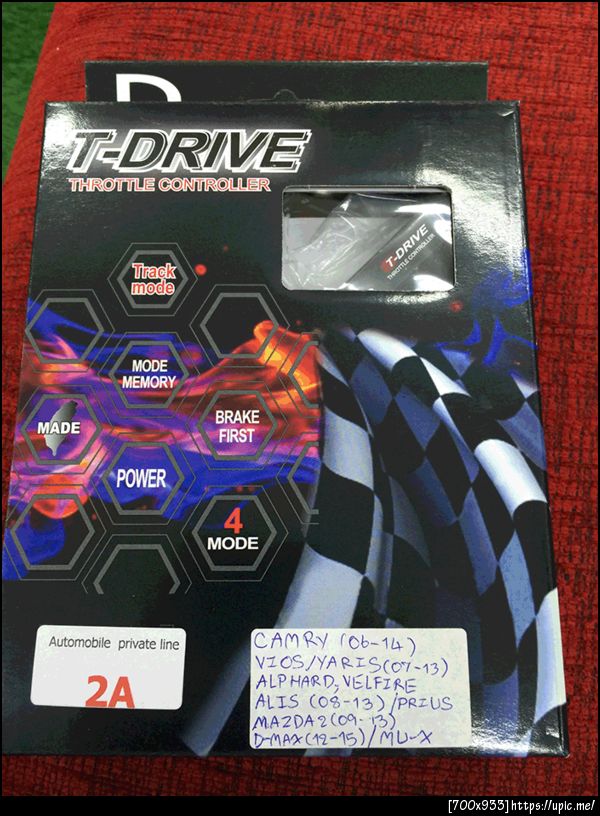 D
T-DRIVE
THROTTLE CONTROLLER
T-DRIVE
THROTTLE CONTROLLER
Track
mode
MODE
MEMORY
MADE
BRAKE
FIRST
POWER
4
MODE
Automobile private line
2A
CAMRY (06-14)
VIOS/YARIS(07-13)
ALPHARD, VELFIRE
ALIS (08-13)/PRIUS
MAZDA2(09-13)
D-MAX(12-15)/MU-X
[700x933]https://upic.me/